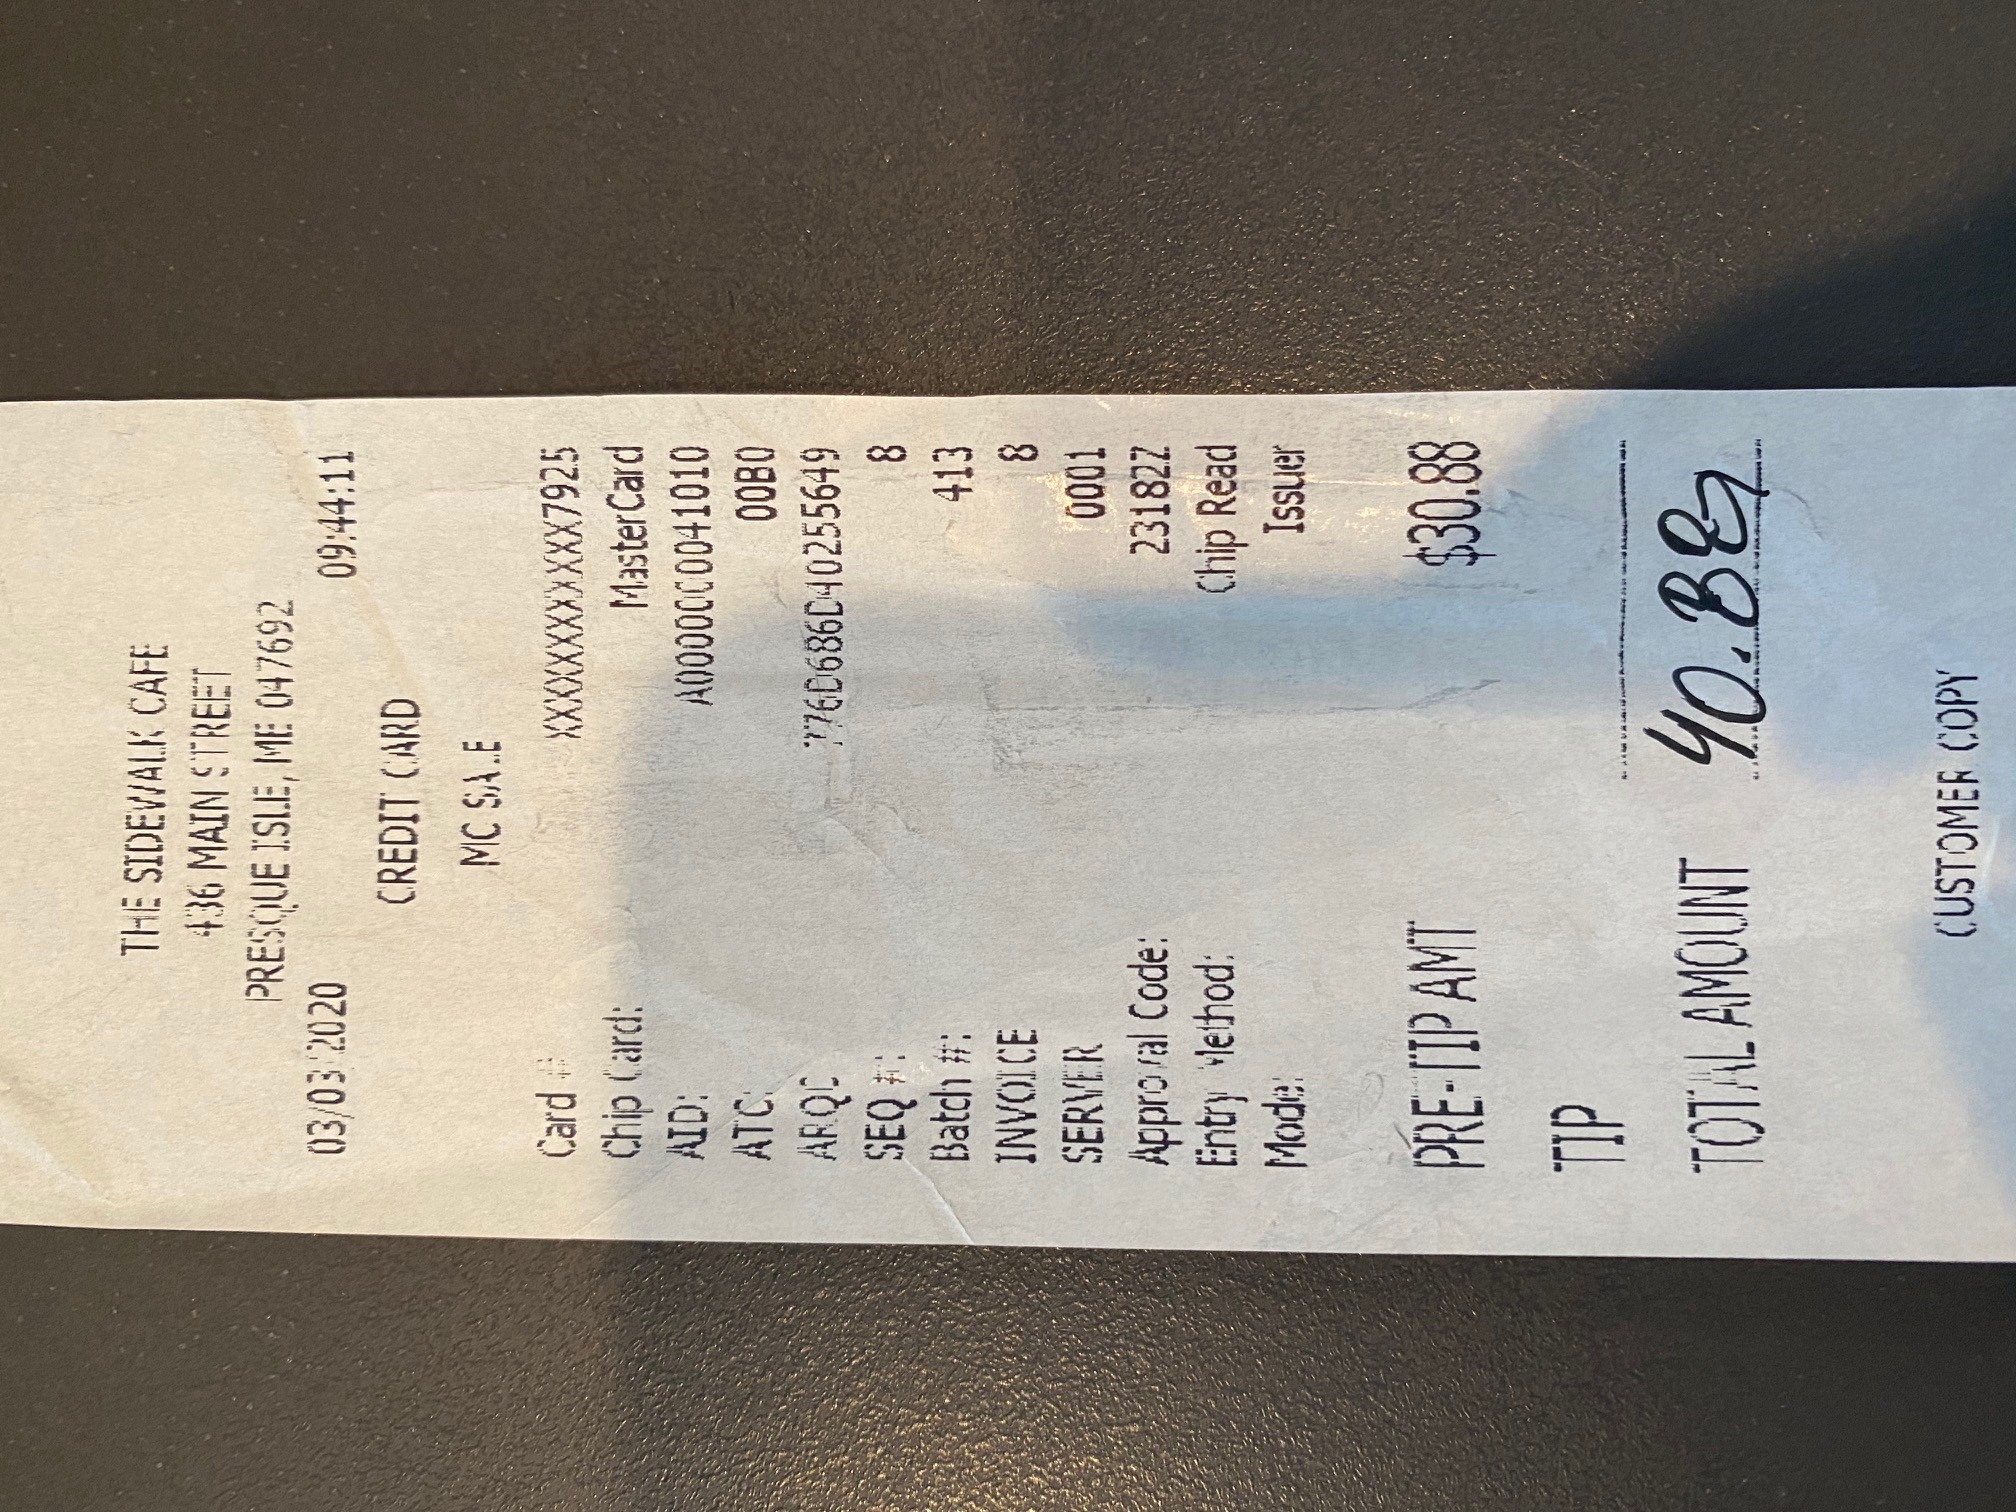 THE SIDEWALK CAFE
436 MAIN STREET
PRESQUE ISLE, ME 047692
03/03/2020 09:44:11
CREDIT CARD
MC SALE
Card # XXXXXXXXXXXX7925
Chip Card: MasterCard
AID: A0000000041010
ATC: 00B0
ARQC 776D686D40255649
SEQ #: 8
Batch #: 413
INVOICE 8
SERVER 0001
Approval Code: 23182Z
Entry Method: Chip Read
Mode: Issuer
PRE-TIP AMT $30.88
TIP
TOTAL AMOUNT 40.88
CUSTOMER COPY